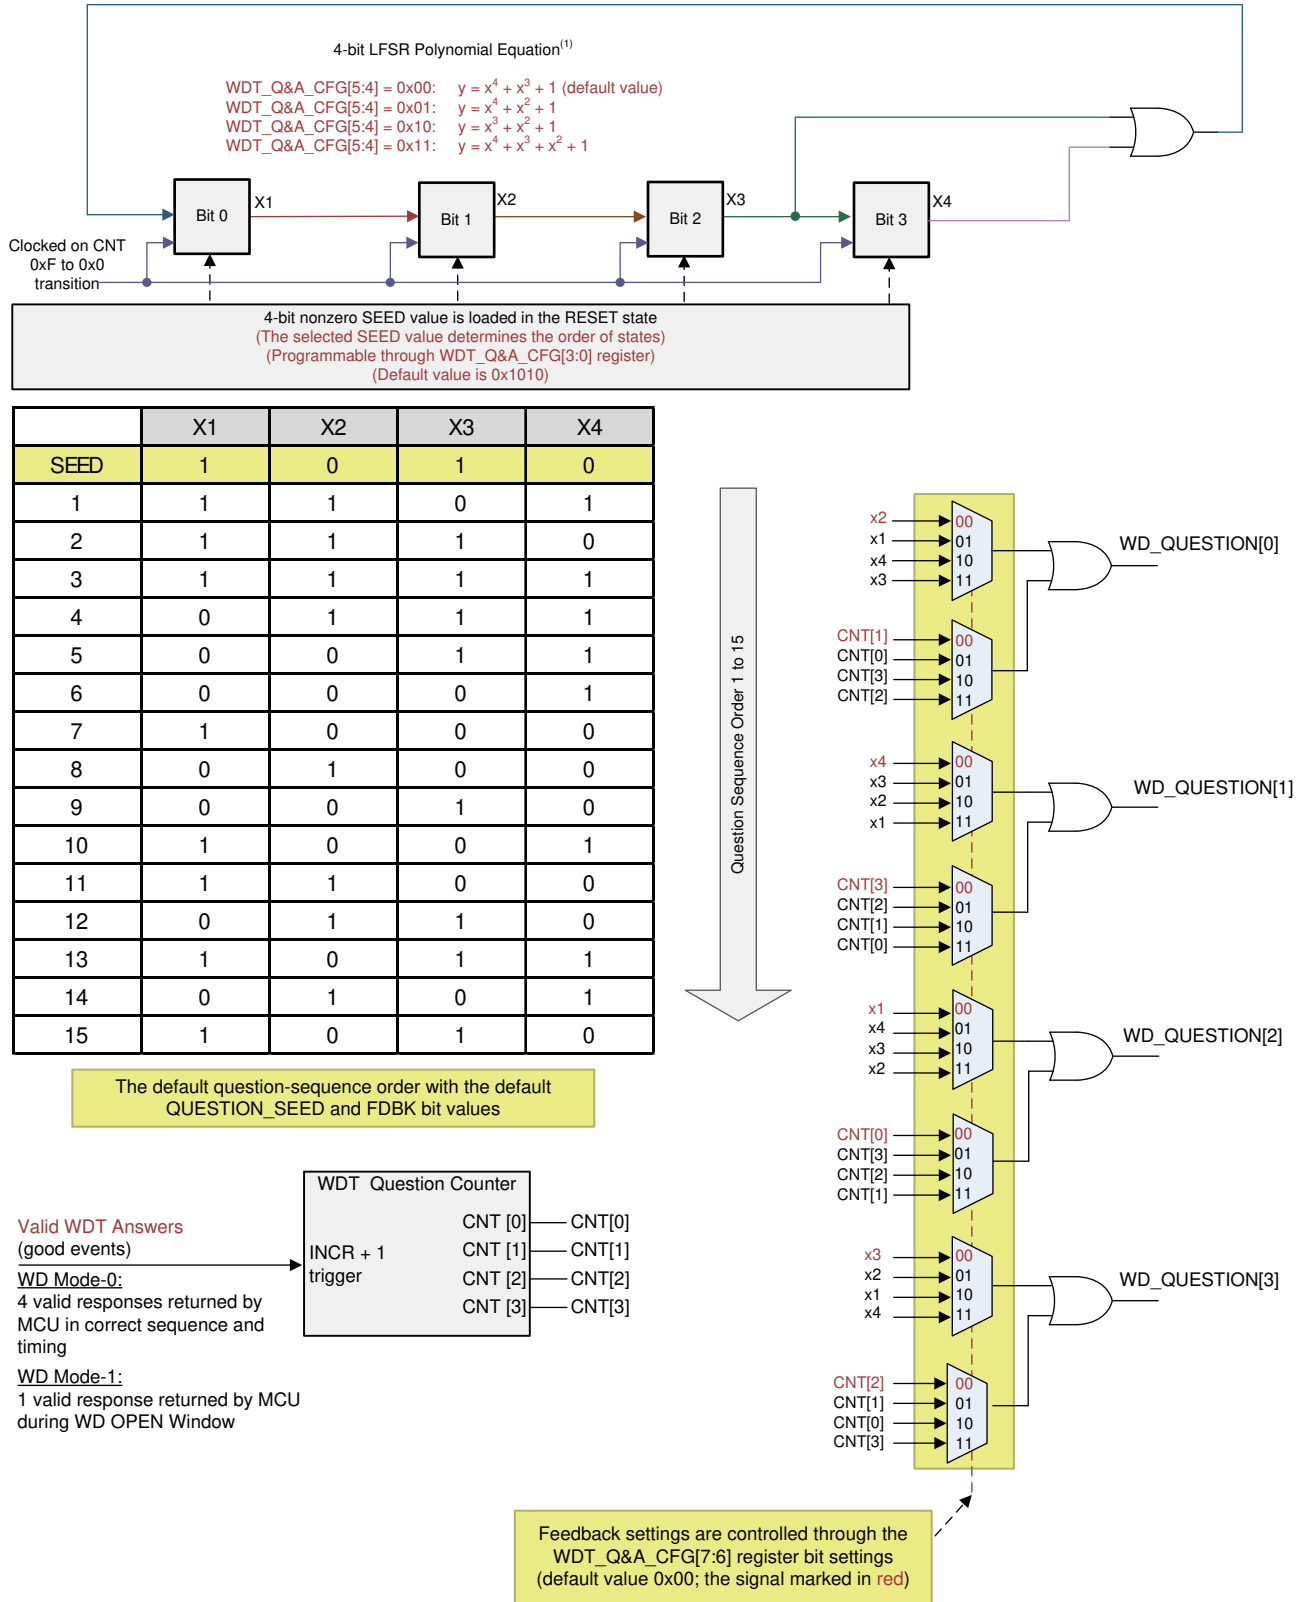 4-bit LFSR Polynomial Equation(1)
WDT_Q&A_CFG[5:4] = 0x00: y = x4 + x3 + 1 (default value)
WDT_Q&A_CFG[5:4] = 0x01: y = x4 + x2 + 1
WDT_Q&A_CFG[5:4] = 0x10: y = x3 + x2 + 1
WDT_Q&A_CFG[5:4] = 0x11: y = x4 + x3 + x2 + 1
Bit 0 X1 Bit 1 X2 Bit 2 X3 Bit 3 X4
Clocked on CNT
0xF to 0x0
transition
4-bit nonzero SEED value is loaded in the RESET state
(The selected SEED value determines the order of states)
(Programmable through WDT_Q&A_CFG[3:0] register)
(Default value is 0x1010)
X1 X2 X3 X4
SEED 1 0 1 0
1 1 1 0 1
2 1 1 1 0
3 1 1 1 1
4 0 1 1 1
5 0 0 1 1
6 0 0 0 1
7 1 0 0 0
8 0 1 0 0
9 0 0 1 0
10 1 0 0 1
11 1 1 0 0
12 0 1 1 0
13 1 0 1 1
14 0 1 0 1
15 1 0 1 0
The default question-sequence order with the default
QUESTION_SEED and FDBK bit values
Question Sequence Order 1 to 15
x2 00
x1 01
x4 10
x3 11
WD_QUESTION[0]
CNT[1] 00
CNT[0] 01
CNT[3] 10
CNT[2] 11
x4 00
x3 01
x2 10
x1 11
WD_QUESTION[1]
CNT[3] 00
CNT[2] 01
CNT[1] 10
CNT[0] 11
x1 00
x4 01
x3 10
x2 11
WD_QUESTION[2]
CNT[0] 00
CNT[3] 01
CNT[2] 10
CNT[1] 11
x3 00
x2 01
x1 10
x4 11
WD_QUESTION[3]
CNT[2] 00
CNT[1] 01
CNT[0] 10
CNT[3] 11
WDT Question Counter
CNT [0] CNT[0]
CNT [1] CNT[1]
CNT [2] CNT[2]
CNT [3] CNT[3]
INCR + 1
trigger
Valid WDT Answers
(good events)
WD Mode-0:
4 valid responses returned by
MCU in correct sequence and
timing
WD Mode-1:
1 valid response returned by MCU
during WD OPEN Window
Feedback settings are controlled through the
WDT_Q&A_CFG[7:6] register bit settings
(default value 0x00; the signal marked in red)